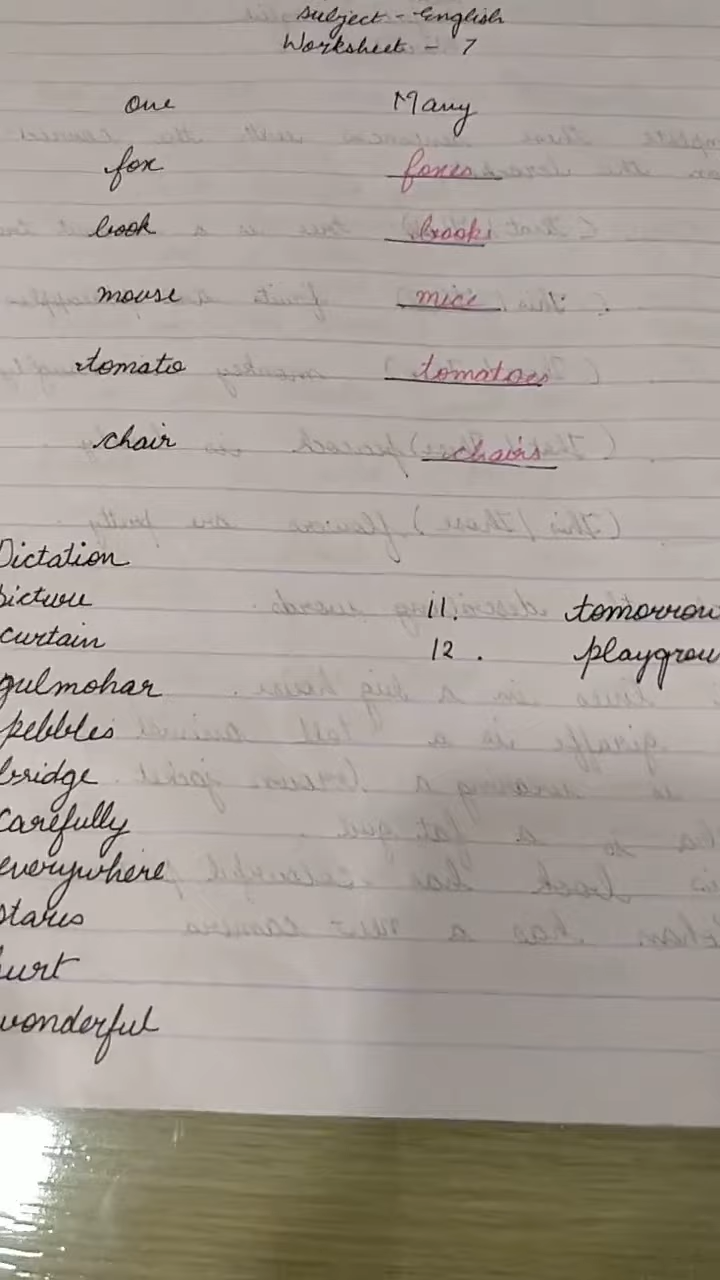 Subject - English
Worksheet - 7
one Many
fox foxes
book books
mouse mice
tomato tomatoes
chair chairs
Dictation
picture 11. tomorrow
curtain 12. playgrou
gulmohar
pebbles
bridge
carefully
everywhere
stares
hurt
wonderful